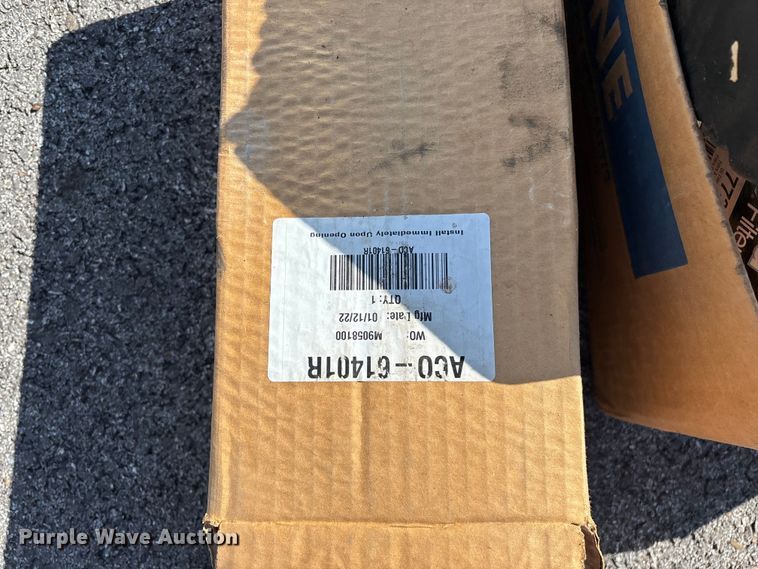 ACO-61401R
WO: M9058100
Mfg Date: 01/12/22
QTY: 1
ACO-61401R
Install Immediately Upon Opening
NE
Purple Wave Auction